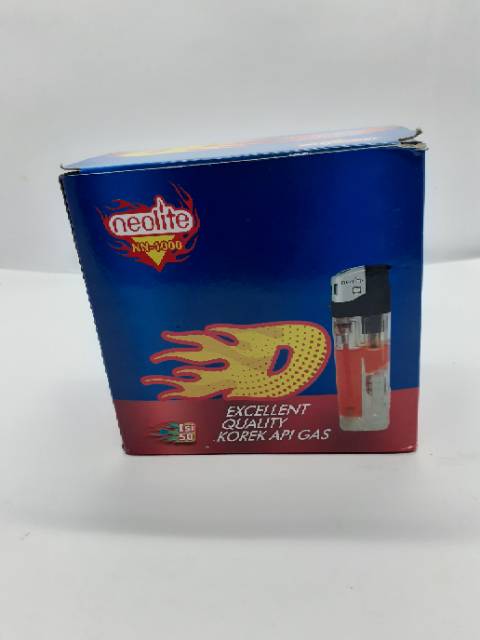 neolite
NN-1000
D
EXCELLENT
QUALITY
KOREK API GAS
ISI
50